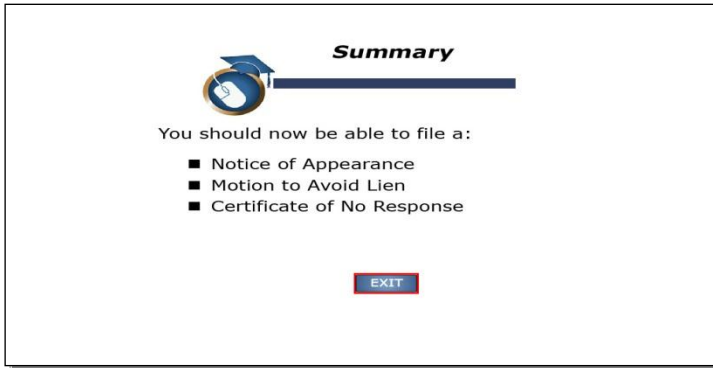 Summary
You should now be able to file a:
■ Notice of Appearance
■ Motion to Avoid Lien
■ Certificate of No Response
EXIT